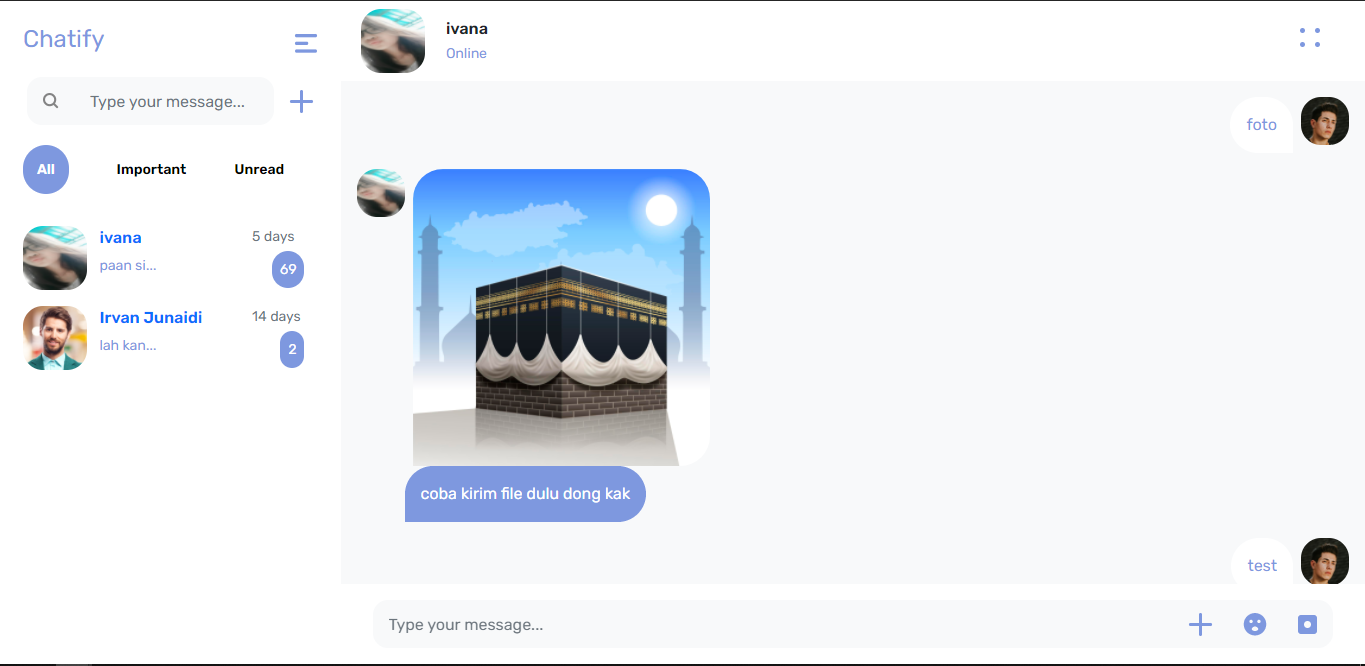 Chatify
Type your message...
All
Important
Unread
ivana
5 days
paan si...
69
Irvan Junaidi
14 days
lah kan...
2
ivana
Online
foto
coba kirim file dulu dong kak
test
Type your message...